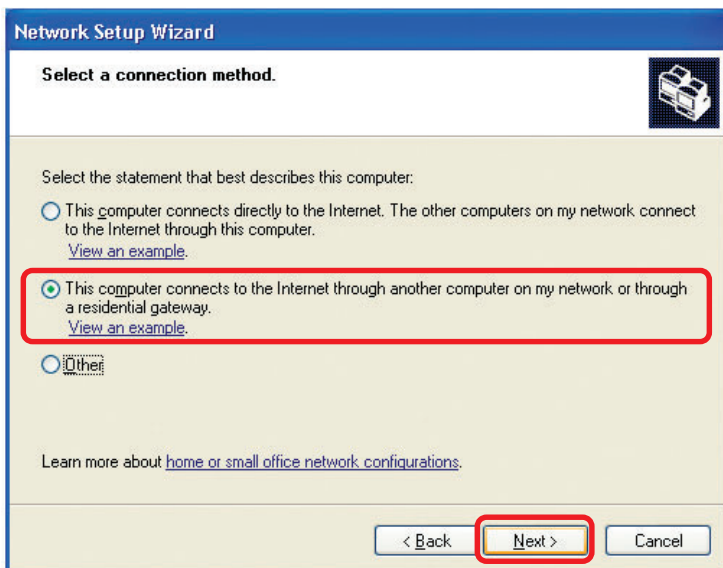 Network Setup Wizard
Select a connection method.
Select the statement that best describes this computer:
This computer connects directly to the Internet. The other computers on my network connect
to the Internet through this computer.
View an example.
This computer connects to the Internet through another computer on my network or through
a residential gateway.
View an example.
Other
Learn more about home or small office network configurations.
< Back
Next >
Cancel